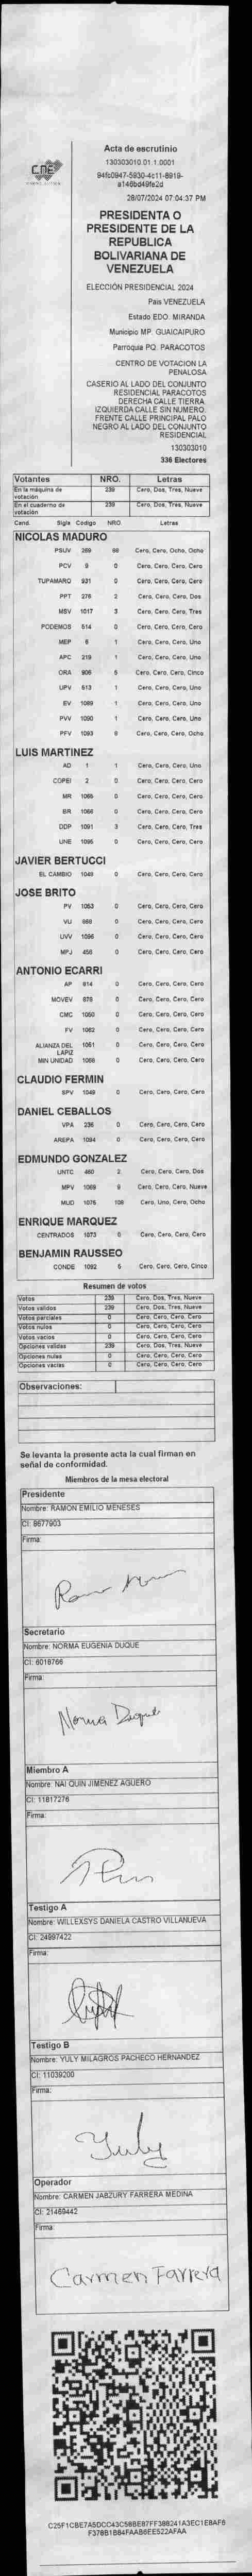 CNE
Acta de escrutinio
130303010.01.1.0001
94fc0947-5930-4c11-8919-
a146bd49fe2d
28/07/2024 07:04:37 PM
PRESIDENTA O
PRESIDENTE DE LA
REPUBLICA
BOLIVARIANA DE
VENEZUELA
ELECCIÓN PRESIDENCIAL 2024
Pais VENEZUELA
Estado EDO. MIRANDA
Municipio MP. GUAICAIPURO
Parroquia PQ. PARACOTOS
CENTRO DE VOTACION LA
PEÑALOSA
CASERIO AL LADO DEL CONJUNTO
RESIDENCIAL PARACOTOS
DERECHA CALLE TIERRA.
IZQUIERDA CALLE SIN NUMERO.
FRENTE CALLE PRINCIPAL PALO
NEGRO AL LADO DEL CONJUNTO
RESIDENCIAL
130303010
336 Electores
Votantes NRO. Letras
En la máquina de votación 239 Cero, Dos, Tres, Nueve
En el cuaderno de votación 239 Cero, Dos, Tres, Nueve
Cand. Sigla Codigo NRO. Letras
NICOLAS MADURO
PSUV 269 88 Cero, Cero, Ocho, Ocho
PCV 9 0 Cero, Cero, Cero, Cero
TUPAMARO 931 0 Cero, Cero, Cero, Cero
PPT 276 2 Cero, Cero, Cero, Dos
MSV 1017 3 Cero, Cero, Cero, Tres
PODEMOS 514 0 Cero, Cero, Cero, Cero
MEP 6 1 Cero, Cero, Cero, Uno
APC 219 1 Cero, Cero, Cero, Uno
ORA 906 5 Cero, Cero, Cero, Cinco
UPV 613 1 Cero, Cero, Cero, Uno
EV 1089 1 Cero, Cero, Cero, Uno
PVV 1090 1 Cero, Cero, Cero, Uno
PFV 1093 8 Cero, Cero, Cero, Ocho
LUIS MARTINEZ
AD 1 1 Cero, Cero, Cero, Uno
COPEI 2 0 Cero, Cero, Cero, Cero
MR 1065 0 Cero, Cero, Cero, Cero
BR 1066 0 Cero, Cero, Cero, Cero
DDP 1091 3 Cero, Cero, Cero, Tres
UNE 1095 0 Cero, Cero, Cero, Cero
JAVIER BERTUCCI
EL CAMBIO 1048 0 Cero, Cero, Cero, Cero
JOSE BRITO
PV 1053 0 Cero, Cero, Cero, Cero
VU 0 Cero, Cero, Cero, Cero
UVV 1096 0 Cero, Cero, Cero, Cero
MPJ 458 0 Cero, Cero, Cero, Cero
ANTONIO ECARRI
AP 814 0 Cero, Cero, Cero, Cero
MOVEV 879 0 Cero, Cero, Cero, Cero
CMC 1050 0 Cero, Cero, Cero, Cero
FV 1062 0 Cero, Cero, Cero, Cero
ALIANZA DEL LAPIZ 1061 0 Cero, Cero, Cero, Cero
MIN UNIDAD 1068 0 Cero, Cero, Cero, Cero
CLAUDIO FERMIN
SPV 1049 0 Cero, Cero, Cero, Cero
DANIEL CEBALLOS
VPA 236 0 Cero, Cero, Cero, Cero
AREPA 1094 0 Cero, Cero, Cero, Cero
EDMUNDO GONZALEZ
UNTC 460 2 Cero, Cero, Cero, Dos
MPV 1069 9 Cero, Cero, Cero, Nueve
MUD 1075 108 Cero, Uno, Cero, Ocho
ENRIQUE MARQUEZ
CENTRADOS 1073 0 Cero, Cero, Cero, Cero
BENJAMIN RAUSSEO
CONDE 1092 5 Cero, Cero, Cero, Cinco
Resumen de votos
Votos 239 Cero, Dos, Tres, Nueve
Votos validos 239 Cero, Dos, Tres, Nueve
Votos parciales 0 Cero, Cero, Cero, Cero
Votos nulos 0 Cero, Cero, Cero, Cero
Votos vacios 0 Cero, Cero, Cero, Cero
Opciones validas 239 Cero, Dos, Tres, Nueve
Opciones nulas 0 Cero, Cero, Cero, Cero
Opciones vacias 0 Cero, Cero, Cero, Cero
Observaciones:
Se levanta la presente acta la cual firman en
señal de conformidad.
Miembros de la mesa electoral
Presidente
Nombre: RAMON EMILIO MENESES
CI: 8677903
Firma:
Secretario
Nombre: NORMA EUGENIA DUQUE
CI: 6018766
Firma:
Norma Duque
Miembro A
Nombre: NAI QUIN JIMENEZ AGÜERO
CI: 11817276
Firma:
Testigo A
Nombre: WILLEXSYS DANIELA CASTRO VILLANUEVA
CI: 24997422
Firma:
Testigo B
Nombre: YULY MILAGROS PACHECO HERNANDEZ
CI: 11039200
Firma:
Yuly
Operador
Nombre: CARMEN JABZURY FARRERA MEDINA
CI: 21469442
Firma:
Carmen Farrera
C25F1CBE7A5DCC43C58BE87FF398241A3EC1E8AF6
F378B1B84FAAB6EE522AFAA